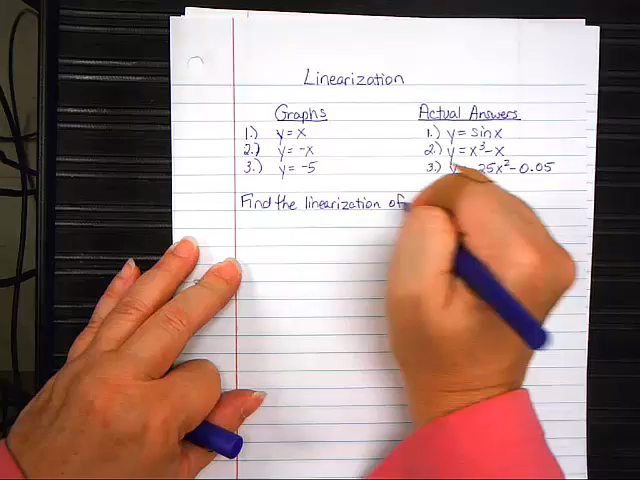 Linearization
Graphs Actual Answers
1.) y = x 1.) y = sin x
2.) y = -x 2.) y = x³ - x
3.) y = -5 3.) y 25x² - 0.05
Find the linearization of